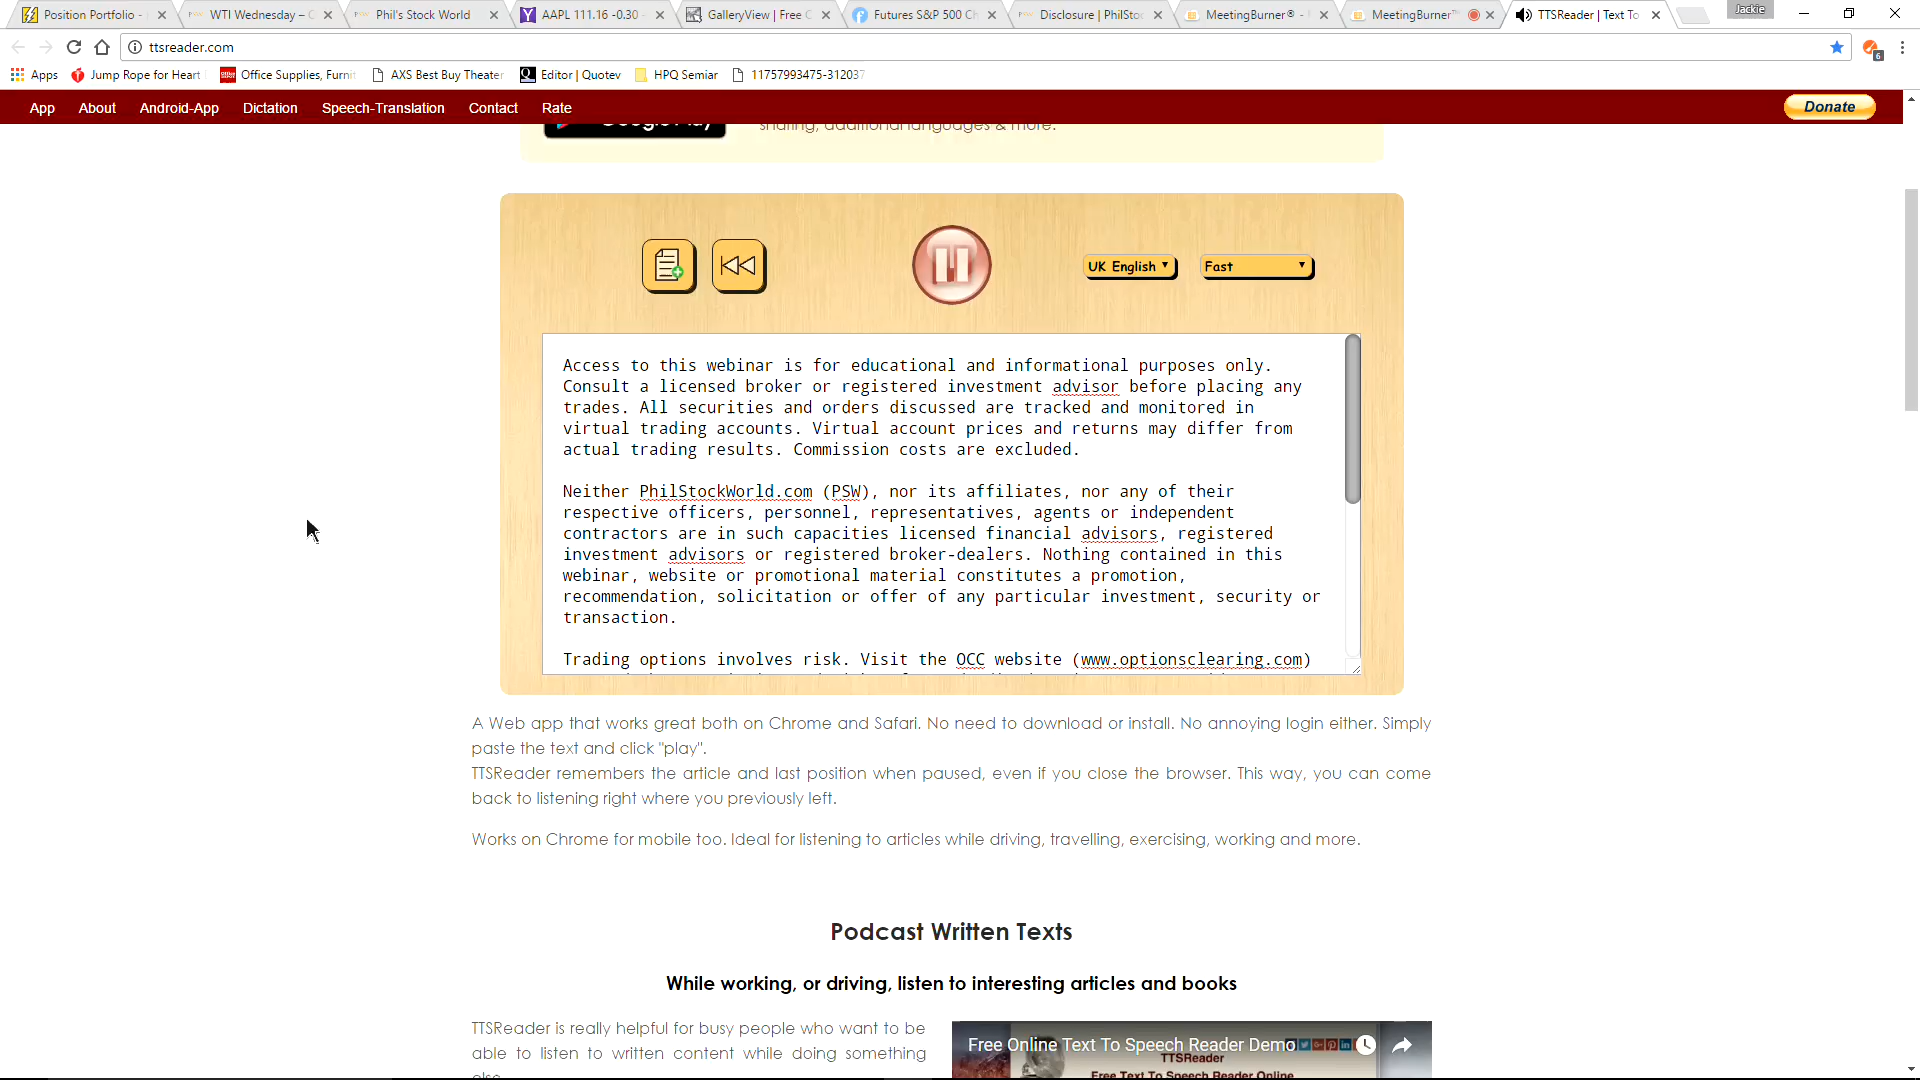 Position Portfolio -
WTI Wednesday –
Phil's Stock World
AAPL 111.16 -0.30
GalleryView | Free C
Futures S&P 500 Ch
Disclosure | PhilStoc
MeetingBurner® -
MeetingBurner™
TTSReader | Text To
Jackie
ttsreader.com
6
Apps
Jump Rope for Heart
Office Supplies, Furnit
AXS Best Buy Theater
Editor | Quotev
HPQ Semiar
11757993475-312037
App
About
Android-App
Dictation
Speech-Translation
Contact
Rate
Donate
Google Play
sharing, additional languages & more.
UK English
Fast
Access to this webinar is for educational and informational purposes only.
Consult a licensed broker or registered investment advisor before placing any
trades. All securities and orders discussed are tracked and monitored in
virtual trading accounts. Virtual account prices and returns may differ from
actual trading results. Commission costs are excluded.
Neither PhilStockWorld.com (PSW), nor its affiliates, nor any of their
respective officers, personnel, representatives, agents or independent
contractors are in such capacities licensed financial advisors, registered
investment advisors or registered broker-dealers. Nothing contained in this
webinar, website or promotional material constitutes a promotion,
recommendation, solicitation or offer of any particular investment, security or
transaction.
Trading options involves risk. Visit the OCC website (www.optionsclearing.com)
A Web app that works great both on Chrome and Safari. No need to download or install. No annoying login either. Simply
paste the text and click "play".
TTSReader remembers the article and last position when paused, even if you close the browser. This way, you can come
back to listening right where you previously left.
Works on Chrome for mobile too. Ideal for listening to articles while driving, travelling, exercising, working and more.
Podcast Written Texts
While working, or driving, listen to interesting articles and books
TTSReader is really helpful for busy people who want to be
able to listen to written content while doing something
else
Free Online Text To Speech Reader Demo
TTSReader
Free Text To Speech Reader Online